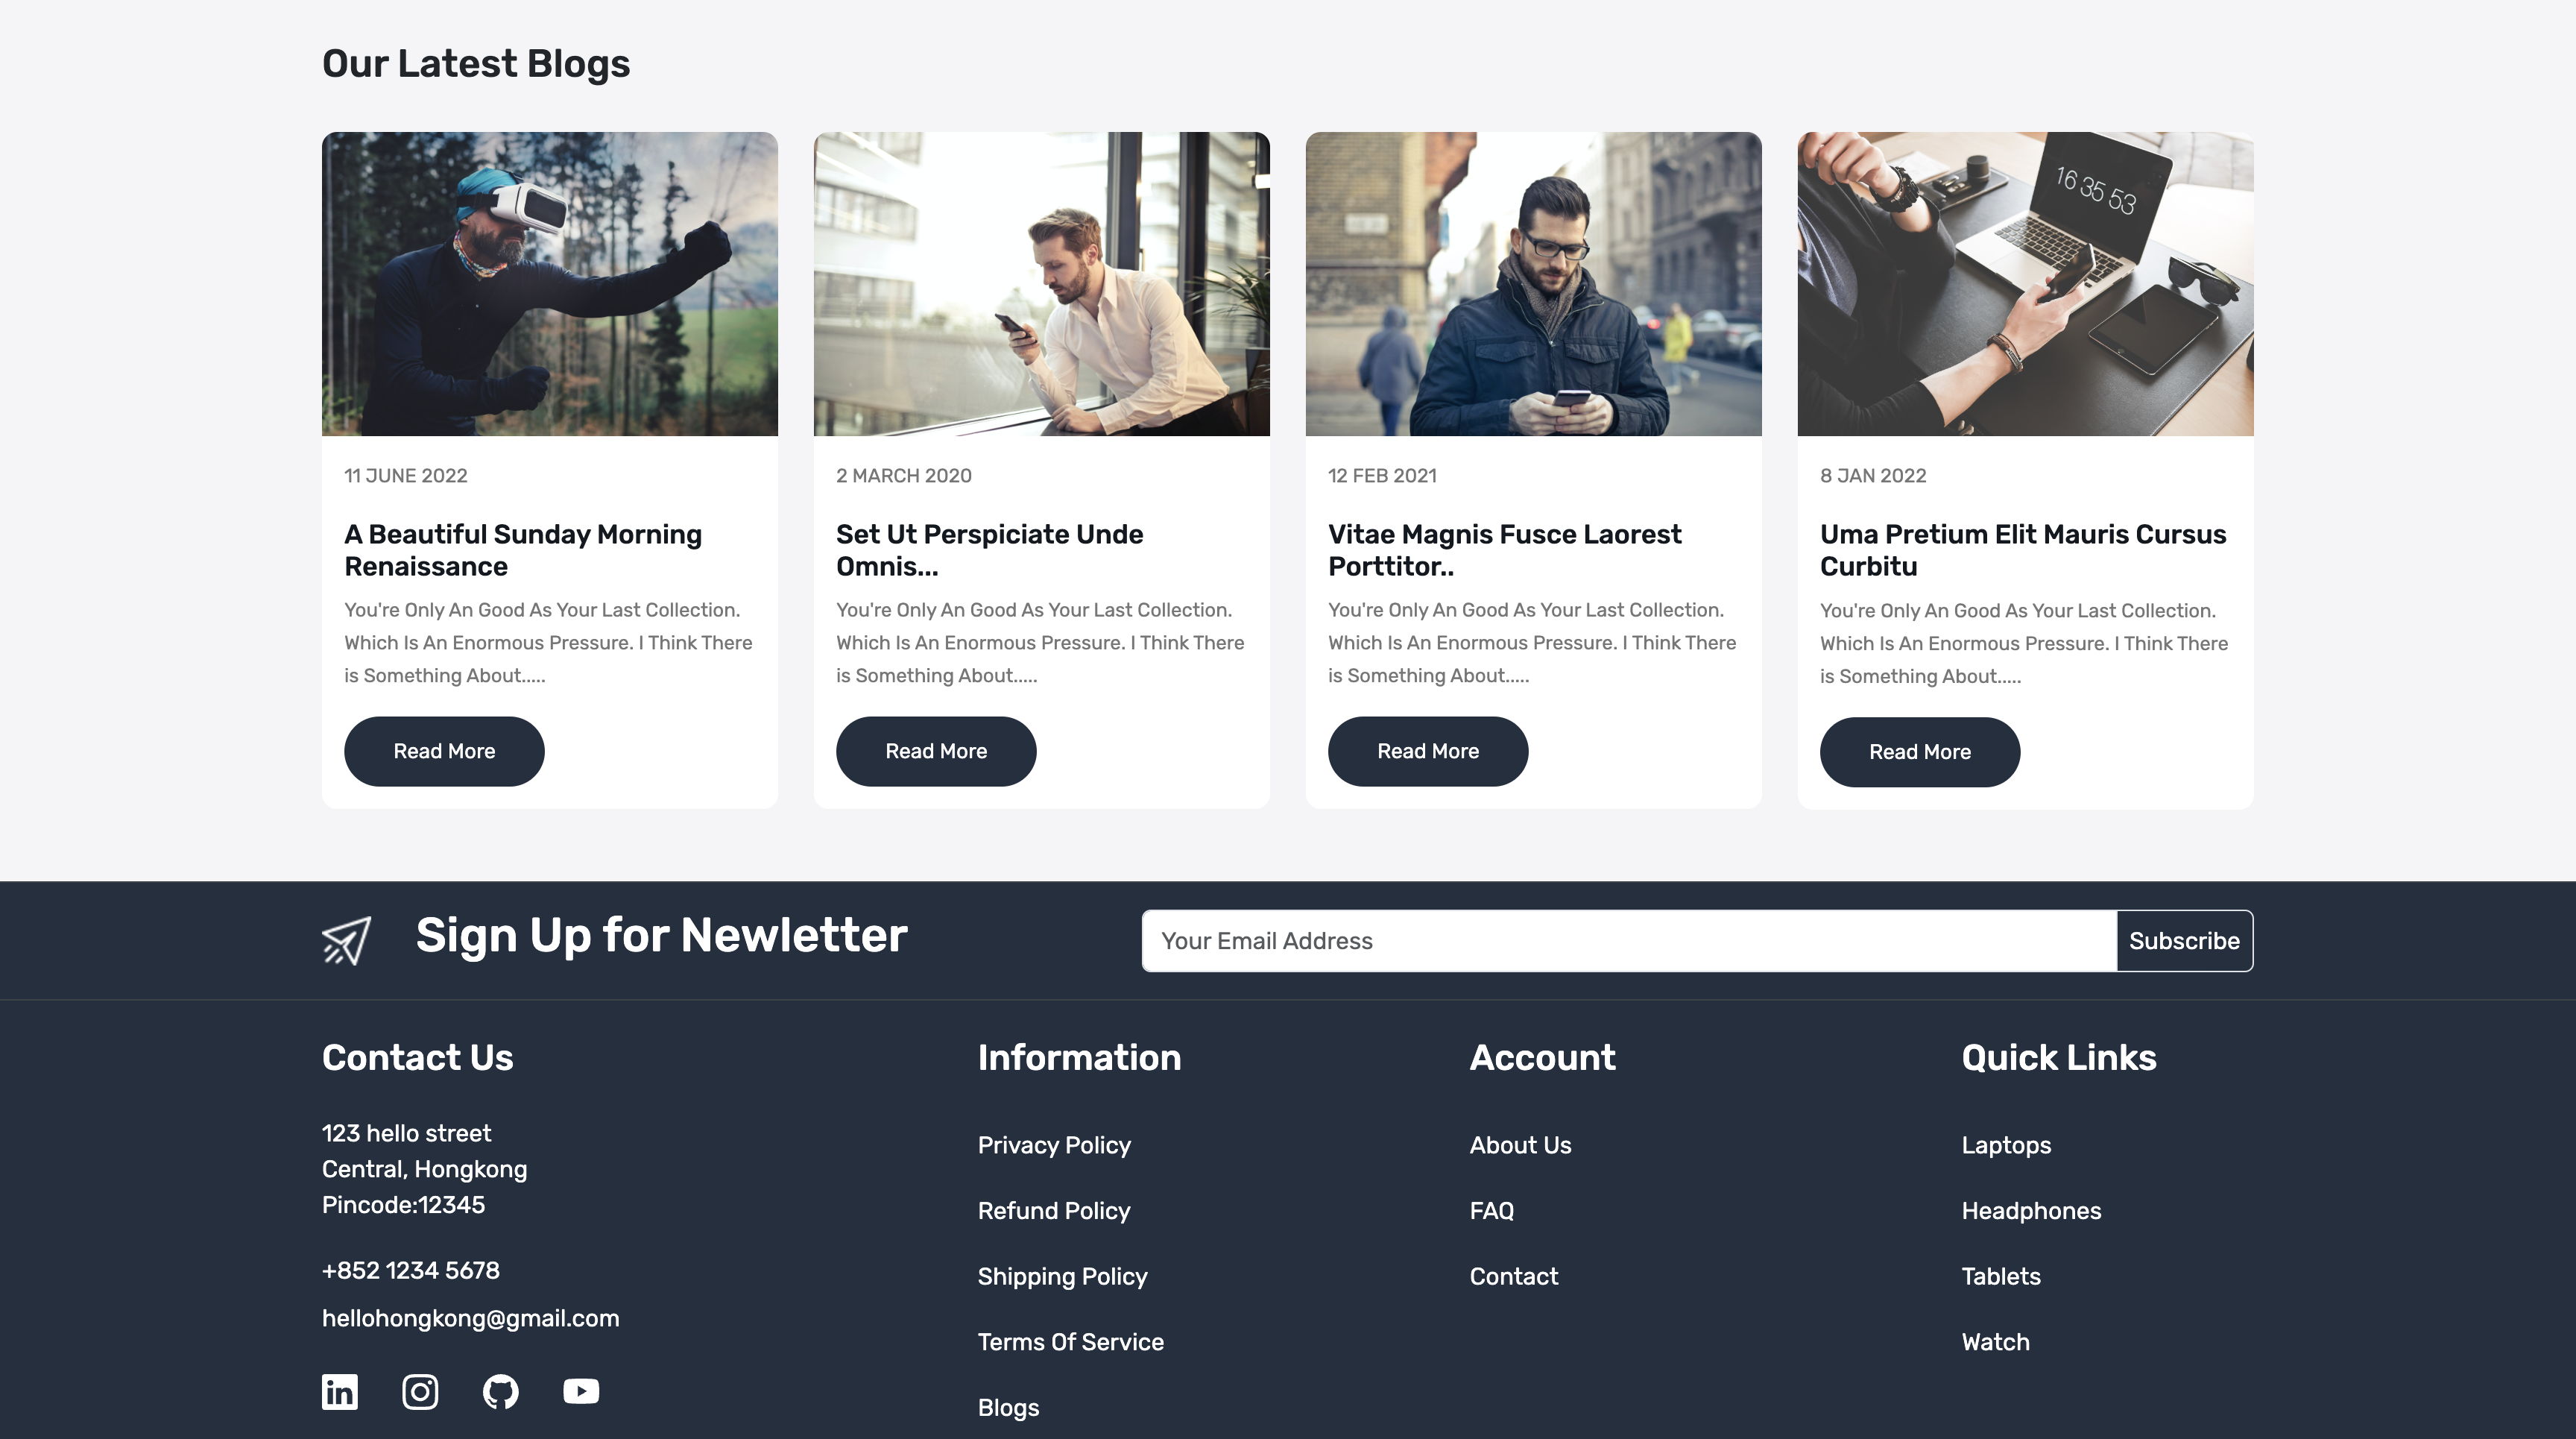 Our Latest Blogs
16 35 53
11 JUNE 2022
A Beautiful Sunday Morning
Renaissance
You're Only An Good As Your Last Collection.
Which Is An Enormous Pressure. I Think There
is Something About.....
Read More
2 MARCH 2020
Set Ut Perspiciate Unde
Omnis...
You're Only An Good As Your Last Collection.
Which Is An Enormous Pressure. I Think There
is Something About.....
Read More
12 FEB 2021
Vitae Magnis Fusce Laorest
Porttitor..
You're Only An Good As Your Last Collection.
Which Is An Enormous Pressure. I Think There
is Something About.....
Read More
8 JAN 2022
Uma Pretium Elit Mauris Cursus
Curbitu
You're Only An Good As Your Last Collection.
Which Is An Enormous Pressure. I Think There
is Something About.....
Read More
Sign Up for Newletter
Your Email Address
Subscribe
Contact Us
123 hello street
Central, Hongkong
Pincode:12345
+852 1234 5678
hellohongkong@gmail.com
in
Information
Privacy Policy
Refund Policy
Shipping Policy
Terms Of Service
Blogs
Account
About Us
FAQ
Contact
Quick Links
Laptops
Headphones
Tablets
Watch